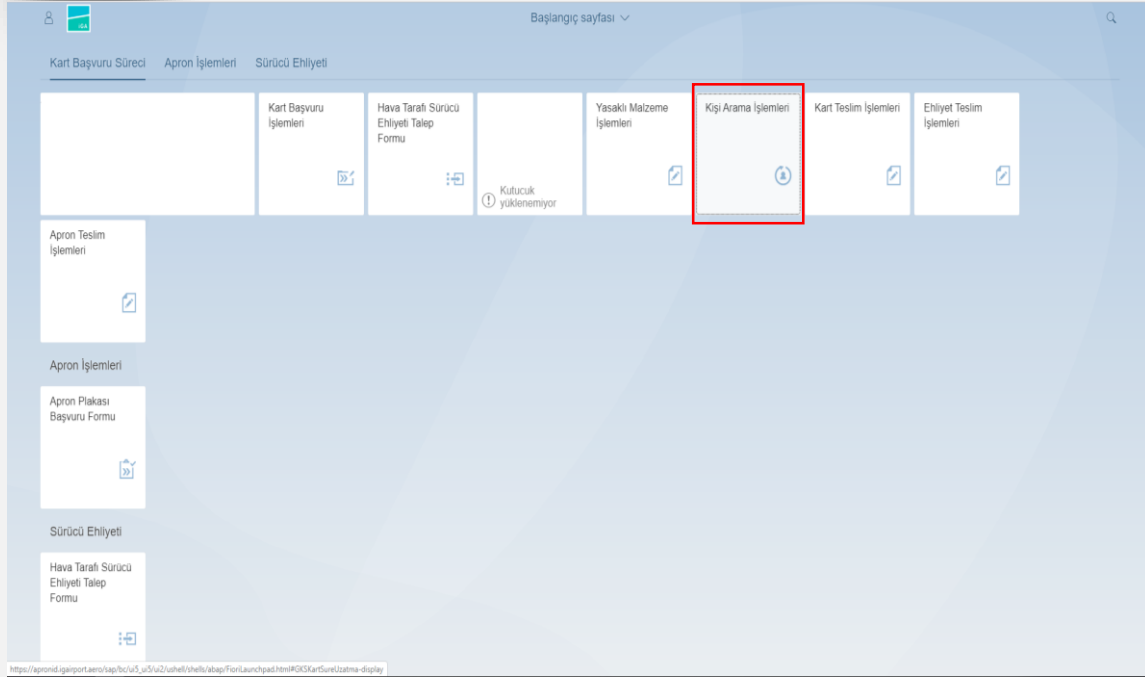 iGA
Başlangıç sayfası
Kart Başvuru Süreci Apron İşlemleri Sürücü Ehliyeti
Kart Başvuru
İşlemleri
Hava Tarafı Sürücü
Ehliyeti Talep
Formu
Kutucuk
yüklenemiyor
Yasaklı Malzeme
İşlemleri
Kişi Arama İşlemleri
Kart Teslim İşlemleri
Ehliyet Teslim
İşlemleri
Apron Teslim
İşlemleri
Apron İşlemleri
Apron Plakası
Başvuru Formu
Sürücü Ehliyeti
Hava Tarafı Sürücü
Ehliyeti Talep
Formu
https://apronid.igairport.aero/sap/bc/ui5_ui5/ui2/ushell/shells/abap/FioriLaunchpad.html#GKSKartSureUzatma-display